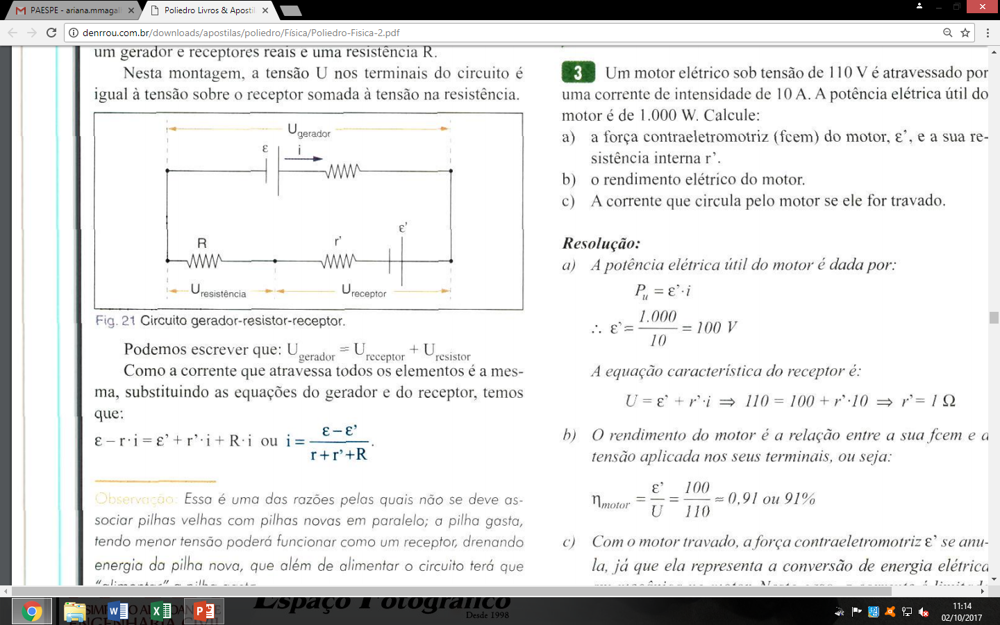 PAESPE - ariana.mmagal
Poliedro Livros & Aposti
denrrou.com.br/downloads/apostilas/poliedro/Física/Poliedro-Fisica-2.pdf
um gerador e receptores reais e uma resistência R.
Nesta montagem, a tensão U nos terminais do circuito é
igual à tensão sobre o receptor somada à tensão na resistência.
U gerador
ε i
R r' ε'
U resistência U receptor
Fig. 21 Circuito gerador-resistor-receptor.
Podemos escrever que: U gerador = U receptor + U resistor
Como a corrente que atravessa todos os elementos é a mes-
ma, substituindo as equações do gerador e do receptor, temos
que:
ε – r·i = ε' + r'·i + R·i ou i = (ε – ε')/(r + r' + R).
Observação: Essa é uma das razões pelas quais não se deve as-
sociar pilhas velhas com pilhas novas em paralelo; a pilha gasta,
tendo menor tensão poderá funcionar como um receptor, drenando
energia da pilha nova, que além de alimentar o circuito terá que
3 Um motor elétrico sob tensão de 110 V é atravessado por
uma corrente de intensidade de 10 A. A potência elétrica útil do
motor é de 1.000 W. Calcule:
a) a força contraeletromotriz (fcem) do motor, ε', e a sua re-
sistência interna r'.
b) o rendimento elétrico do motor.
c) A corrente que circula pelo motor se ele for travado.
Resolução:
a) A potência elétrica útil do motor é dada por:
Pu = ε'·i
∴ ε' = 1.000/10 = 100 V
A equação característica do receptor é:
U = ε' + r'·i ⇒ 110 = 100 + r'·10 ⇒ r' = 1 Ω
b) O rendimento do motor é a relação entre a sua fcem e a
tensão aplicada nos seus terminais, ou seja:
ηmotor = ε'/U = 100/110 ≈ 0,91 ou 91%
c) Com o motor travado, a força contraeletromotriz ε' se anu-
la, já que ela representa a conversão de energia elétrica
Espaço Fotográfico
Desde 1998
11:14
02/10/2017